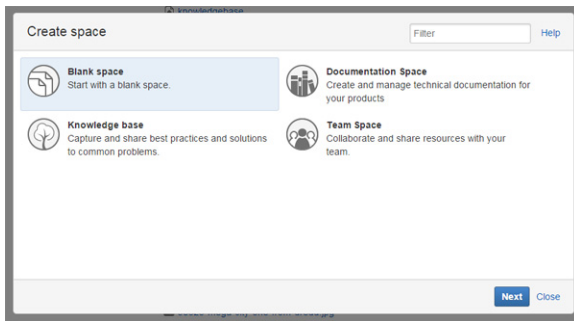 knowledgebase
Create space
Filter
Help
Blank space
Start with a blank space.
Documentation Space
Create and manage technical documentation for
your products
Knowledge base
Capture and share best practices and solutions
to common problems.
Team Space
Collaborate and share resources with your
team.
Next
Close